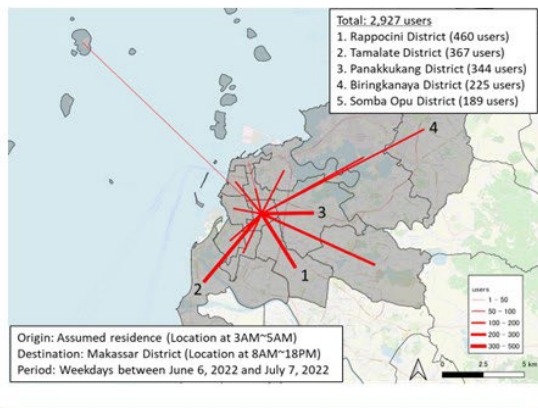 Total: 2,927 users
1. Rappocini District (460 users)
2. Tamalate District (367 users)
3. Panakkukang District (344 users)
4. Biringkanaya District (225 users)
5. Somba Opu District (189 users)
4
3
1
2
users
1 - 50
50 - 100
100 - 200
200 - 300
300 - 500
0 2.5 5 km
Origin: Assumed residence (Location at 3AM~5AM)
Destination: Makassar District (Location at 8AM~18PM)
Period: Weekdays between June 6, 2022 and July 7, 2022